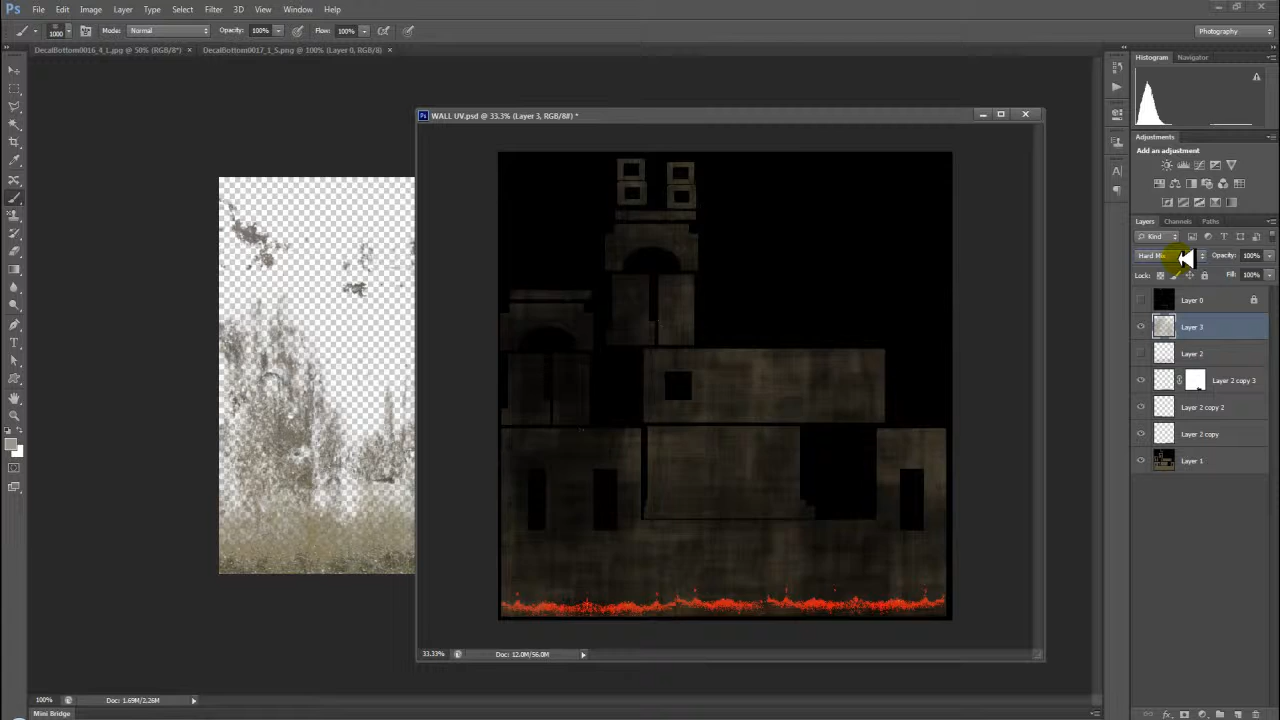 Ps File Edit Image Layer Type Select Filter 3D View Window Help
1000 Mode: Normal Opacity: 100% Flow: 100% Photography
DecalBottom0016_4_L.jpg @ 50% (RGB/8*) × DecalBottom0017_1_S.png @ 100% (Layer 0, RGB/8) ×
Histogram Navigator
WALL UV.psd @ 33.3% (Layer 3, RGB/8#) *
Adjustments
Add an adjustment
Layers Channels Paths
Kind
Hard Mix Opacity: 100%
Lock: Fill: 100%
Layer 0
Layer 3
Layer 2
Layer 2 copy 3
Layer 2 copy 2
Layer 2 copy
Layer 1
33.33% Doc: 12.0M/56.0M
100% Doc: 1.69M/2.26M
Mini Bridge